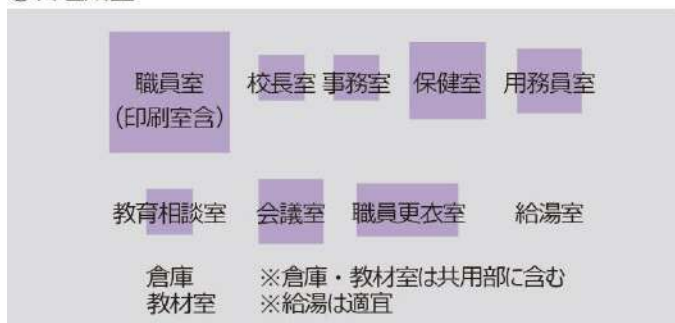 職員室 校長室 事務室 保健室 用務員室
(印刷室含)
教育相談室 会議室 職員更衣室 給湯室
倉庫 ※倉庫・教材室は共用部に含む
教材室 ※給湯は適宜